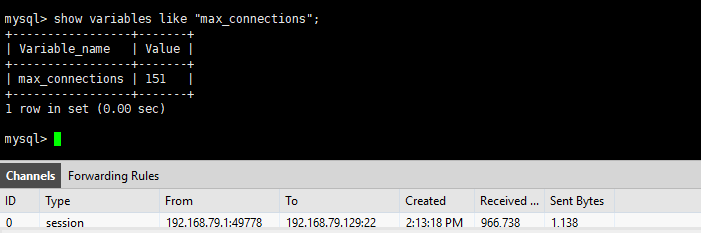 mysql> show variables like "max_connections";
+-----------------+-------+
| Variable_name   | Value |
+-----------------+-------+
| max_connections | 151   |
+-----------------+-------+
1 row in set (0.00 sec)
mysql>
Channels Forwarding Rules
ID Type From To Created Received ... Sent Bytes
0 session 192.168.79.1:49778 192.168.79.129:22 2:13:18 PM 966,738 1,138